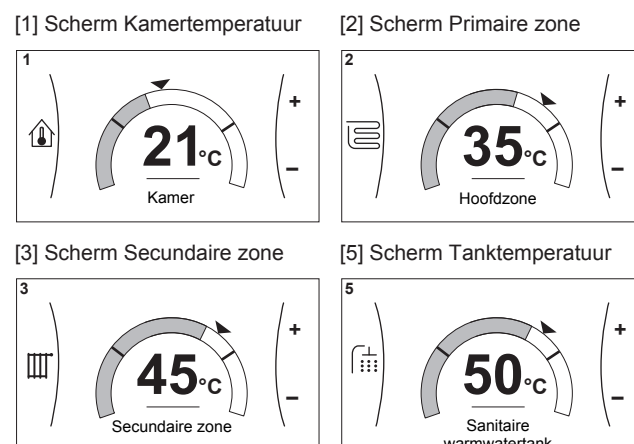 [1] Scherm Kamertemperatuur
1
21°C
+
–
Kamer
[2] Scherm Primaire zone
2
35°C
+
–
Hoofdzone
[3] Scherm Secundaire zone
3
45°C
+
–
Secundaire zone
[5] Scherm Tanktemperatuur
5
50°C
+
–
Sanitaire
warmwatertank